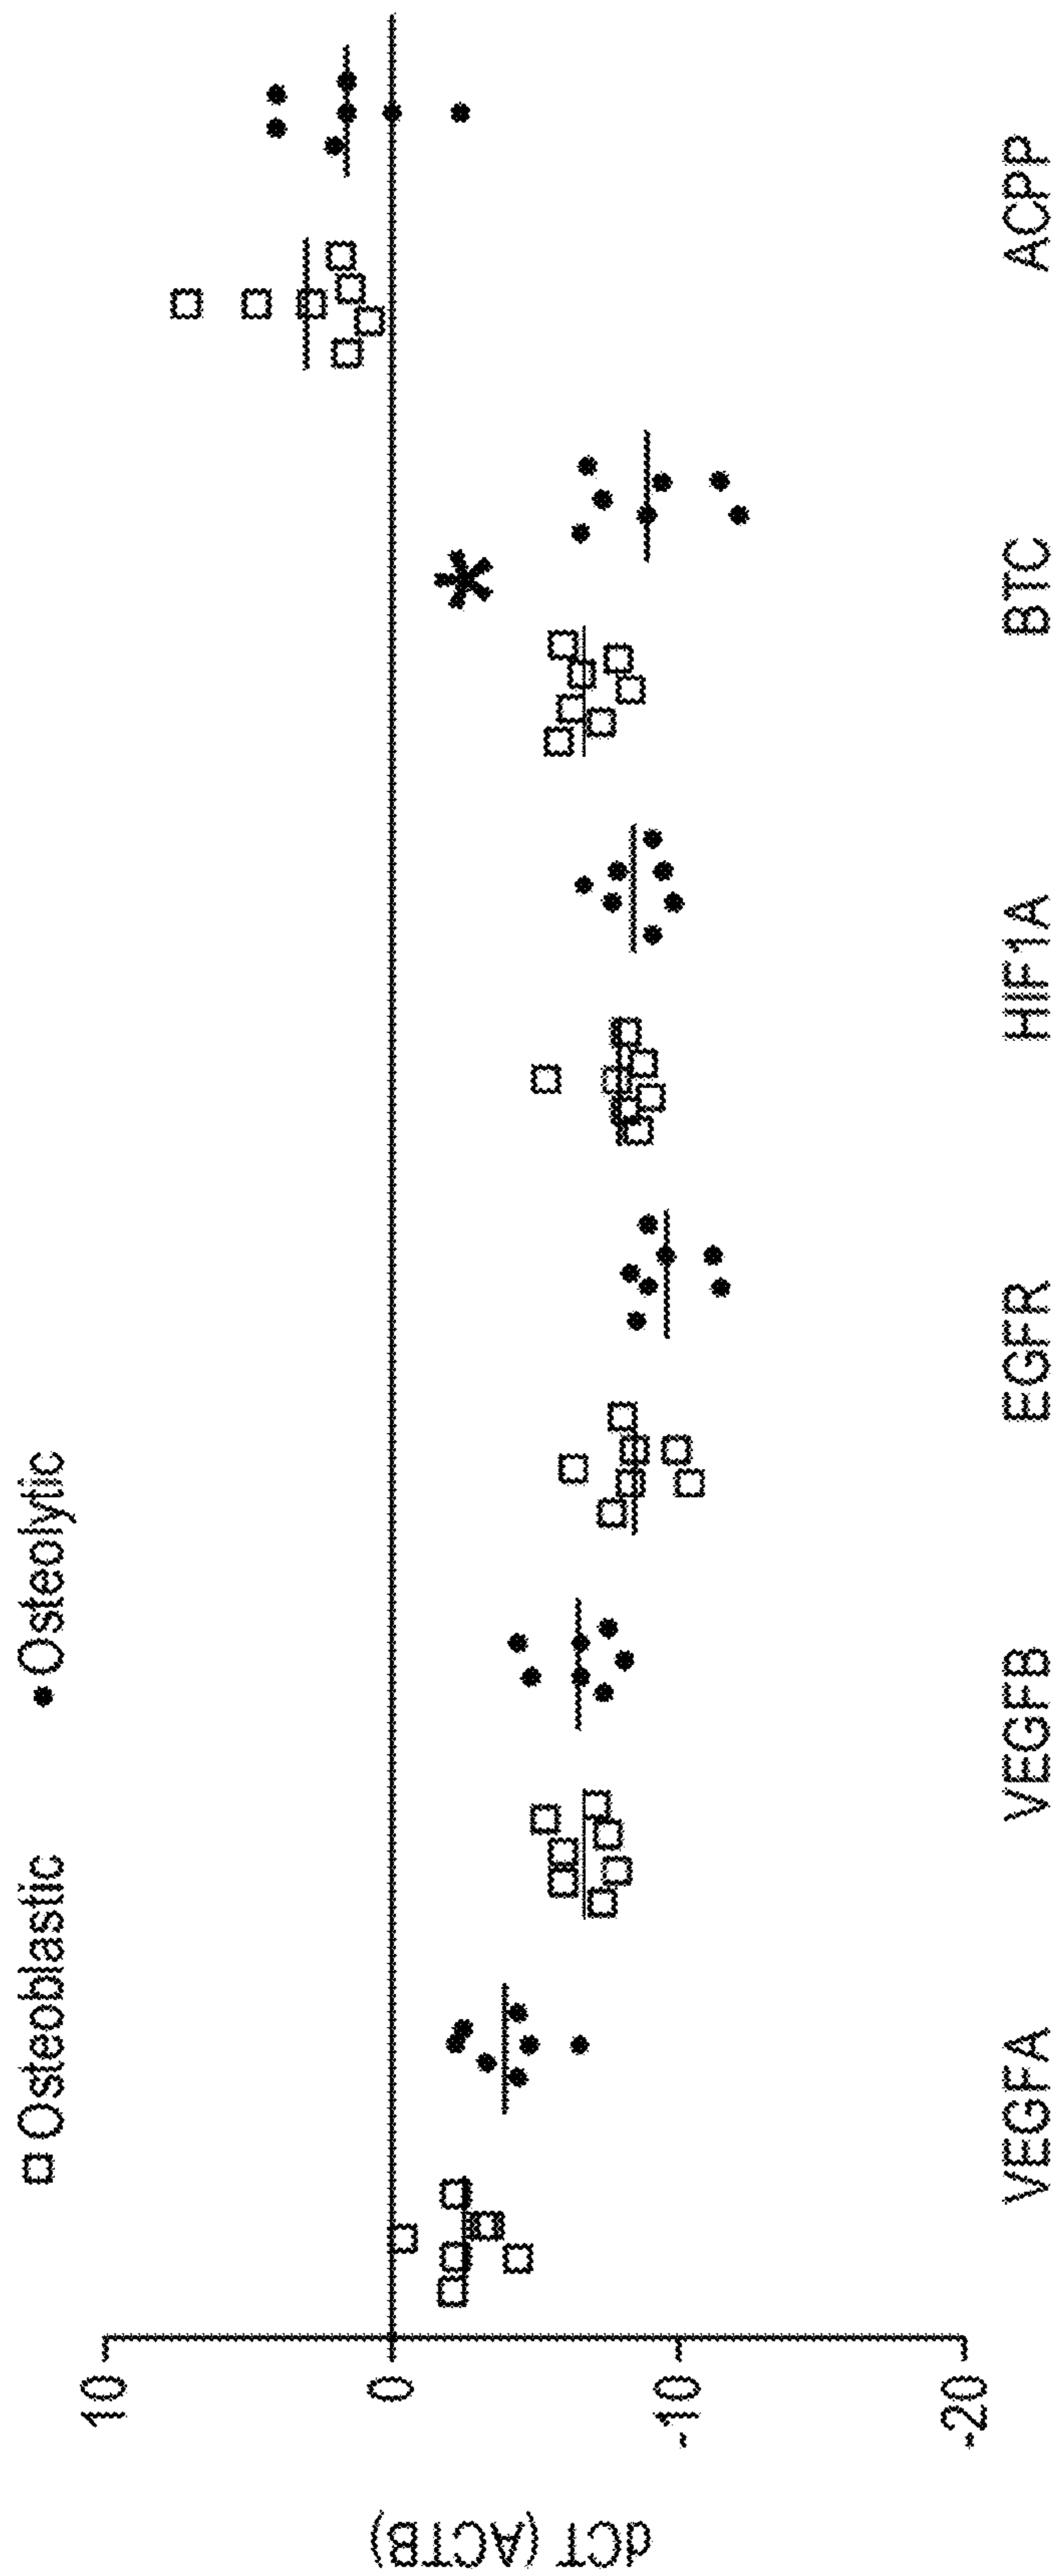 □ Osteoblastic
• Osteolytic
dCT (ACTB)
10
0
-10
-20
*
VEGFA
VEGFB
EGFR
HIF1A
BTC
ACPP